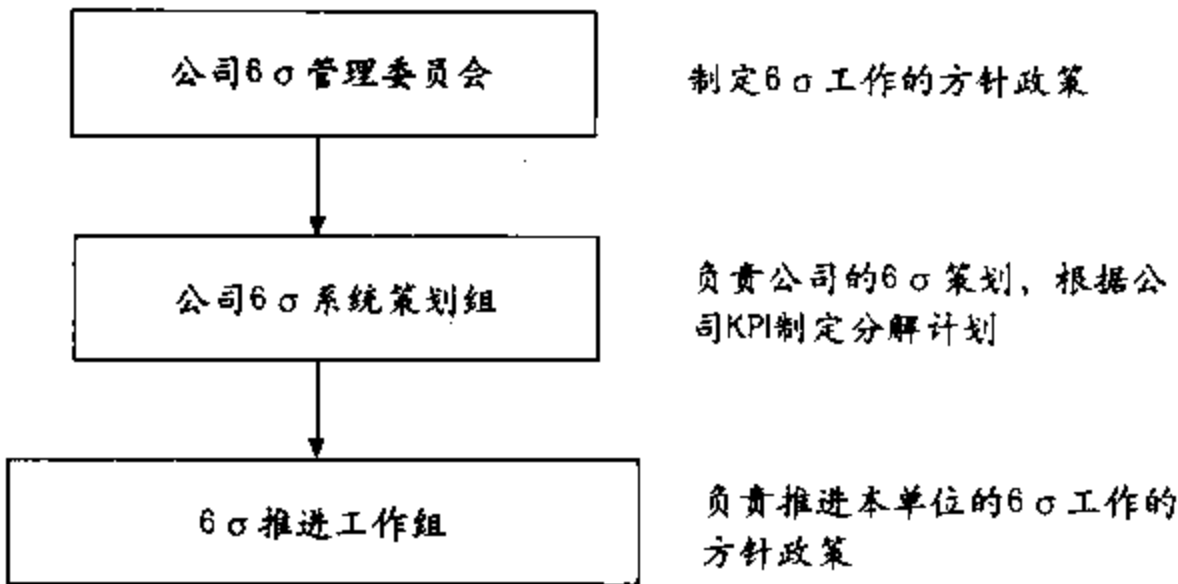 公司6σ管理委员会
制定6σ工作的方针政策
公司6σ系统策划组
负责公司的6σ策划，根据公
司KPI制定分解计划
6σ推进工作组
负责推进本单位的6σ工作的
方针政策